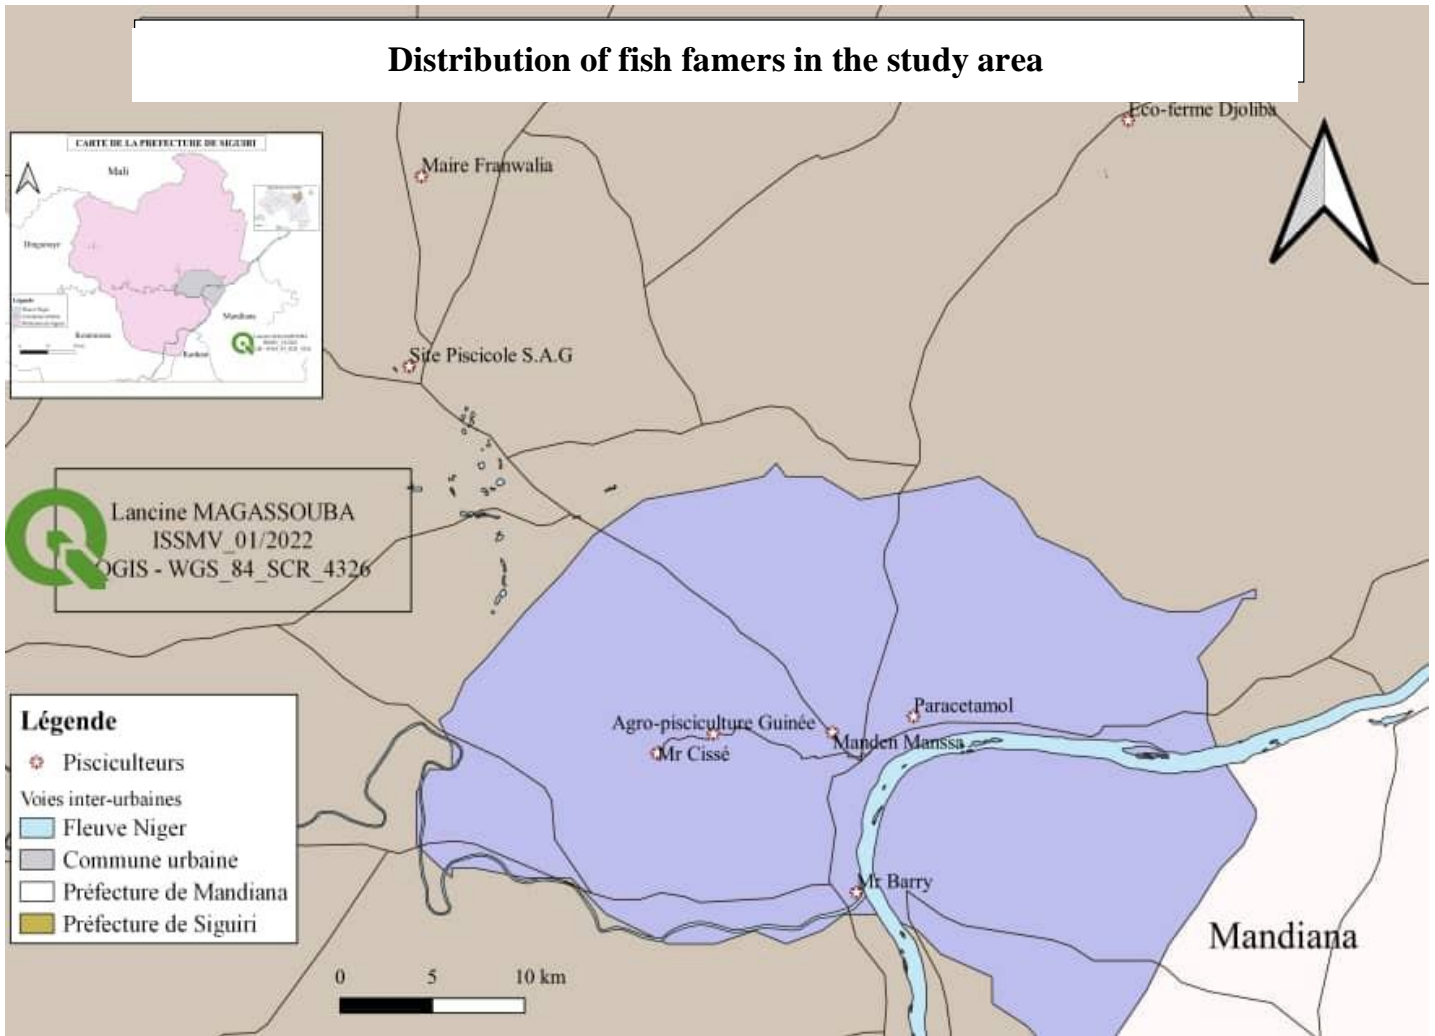 Distribution of fish famers in the study area
Eco-ferme Djoliba
CARTE DE LA PREFECTURE DE SIGUIRI
Mali
Maire Franwalia
Mandiana
Kankan
Site Piscicole S.A.G
Lancine MAGASSOUBA
ISSMV_01/2022
QGIS - WGS_84_SCR_4326
Légende
Pisciculteurs
Voies inter-urbaines
Fleuve Niger
Commune urbaine
Préfecture de Mandiana
Préfecture de Siguiri
Paracetamol
Agro-pisciculture Guinée
Manden Manssa
Mr Cissé
Mr Barry
Mandiana
0 5 10 km